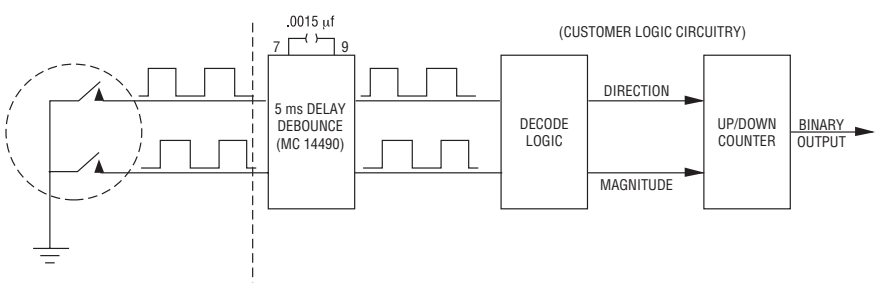 .0015 µf
(CUSTOMER LOGIC CIRCUITRY)
7 9
5 ms DELAY
DEBOUNCE
(MC 14490)
DECODE
LOGIC
DIRECTION
MAGNITUDE
UP/DOWN
COUNTER
BINARY
OUTPUT